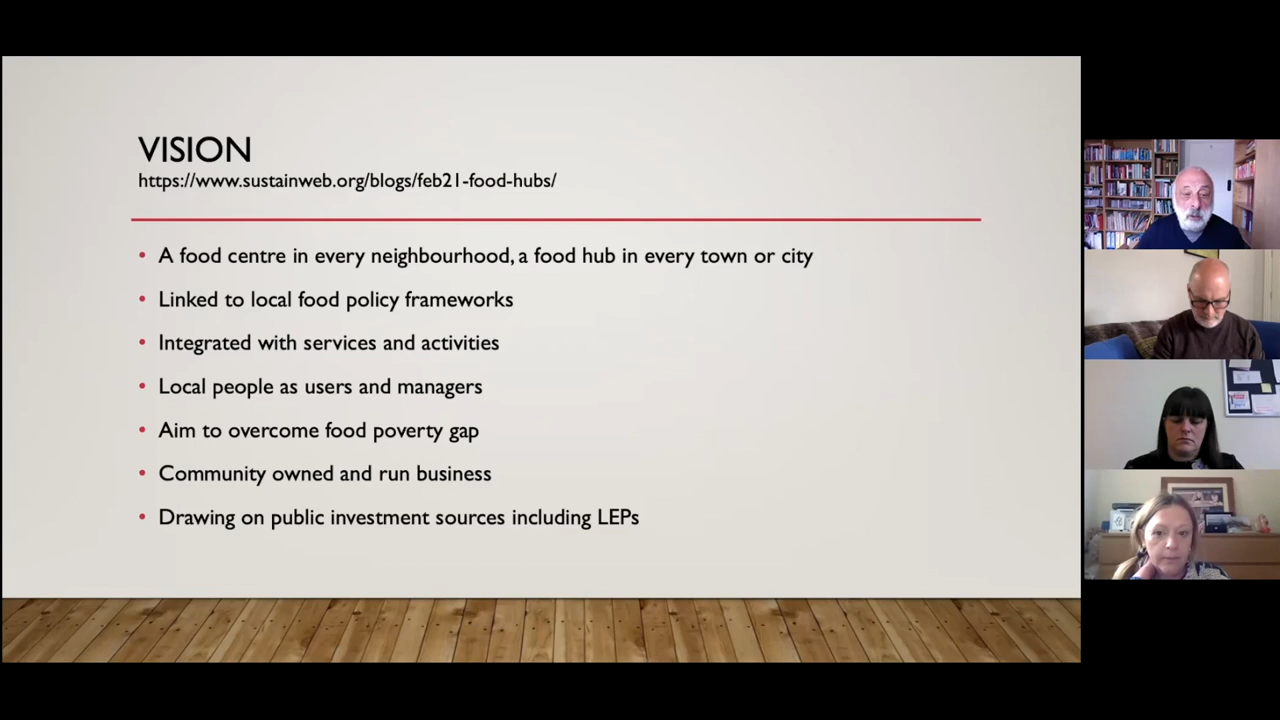 VISION
https://www.sustainweb.org/blogs/feb21-food-hubs/
• A food centre in every neighbourhood, a food hub in every town or city
• Linked to local food policy frameworks
• Integrated with services and activities
• Local people as users and managers
• Aim to overcome food poverty gap
• Community owned and run business
• Drawing on public investment sources including LEPs